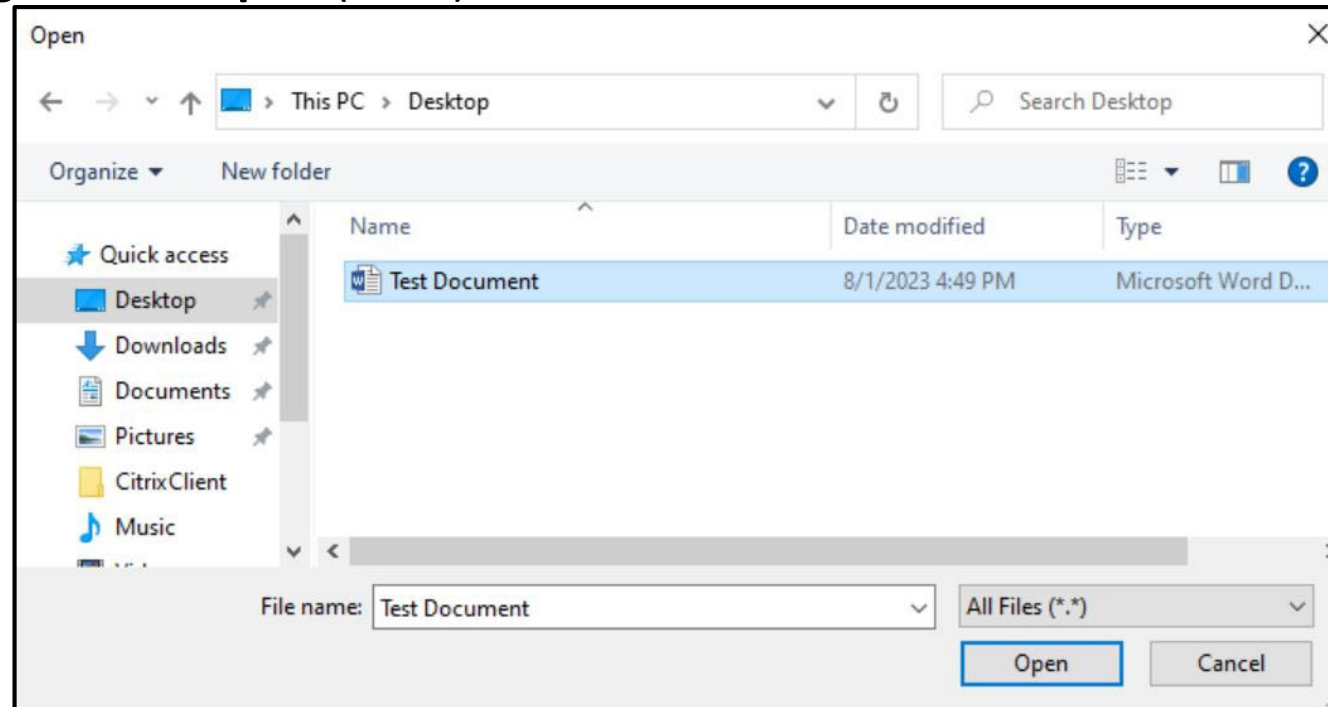 Open
This PC > Desktop
Search Desktop
Organize
New folder
Name
Date modified
Type
Quick access
Desktop
Downloads
Documents
Pictures
CitrixClient
Music
Test Document
8/1/2023 4:49 PM
Microsoft Word D...
File name:
Test Document
All Files (*.*)
Open
Cancel